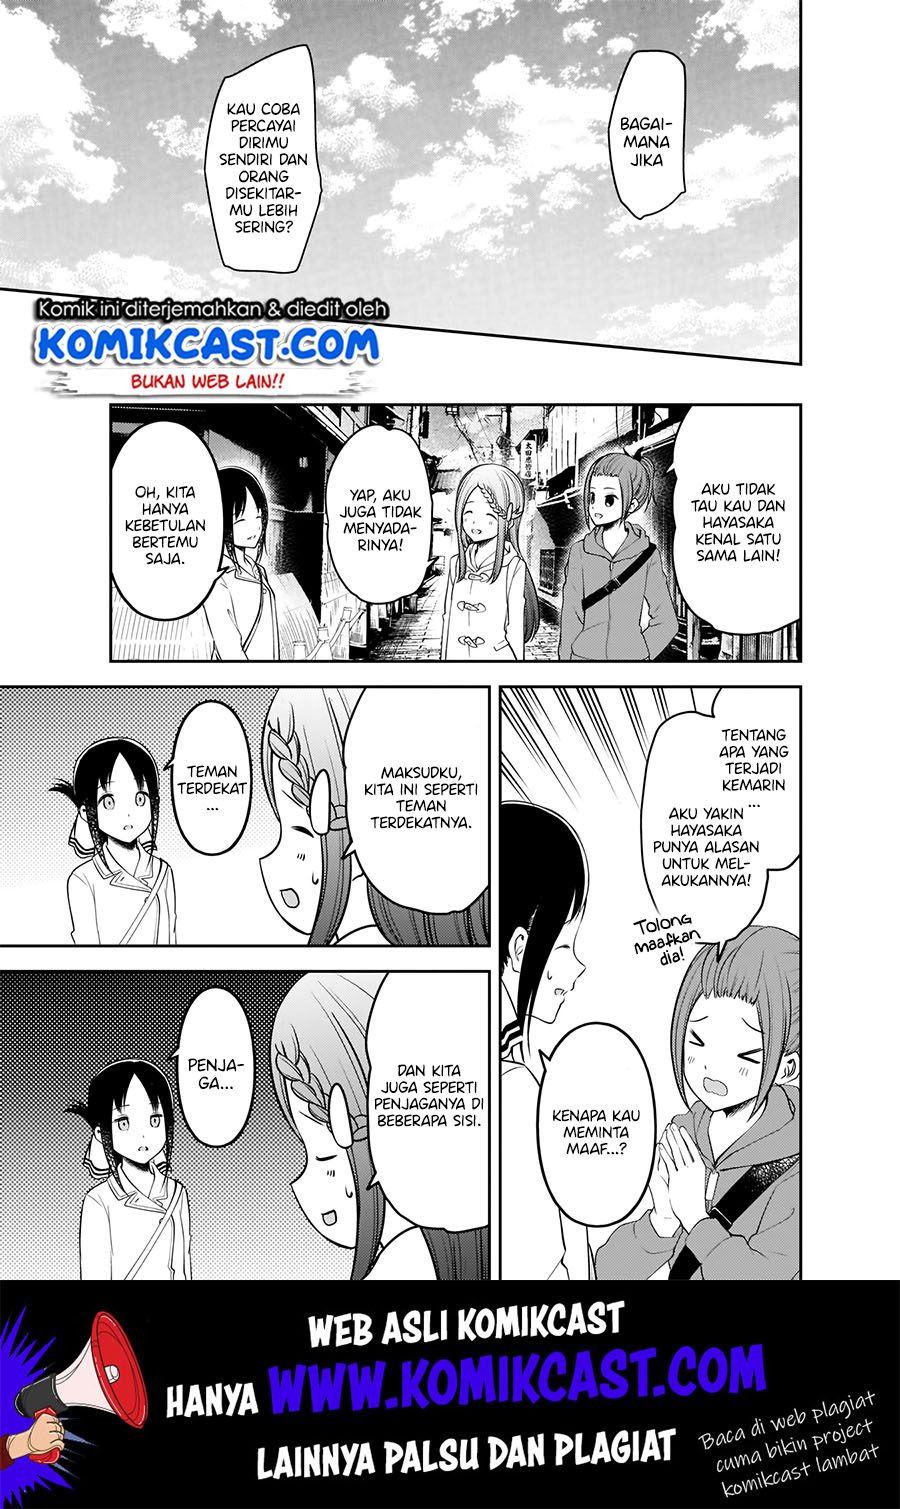 BAGAI-
MANA
JIKA
KAU COBA
PERCAYAI
DIRIMU
SENDIRI DAN
ORANG
DISEKITAR-
MU LEBIH
SERING?
Komik ini diterjemahkan & diedit oleh
KOMIKCAST.COM
BUKAN WEB LAIN!!
AKU TIDAK
TAU KAU DAN
HAYASAKA
KENAL SATU
SAMA LAIN!
YAP, AKU
JUGA TIDAK
MENYADA-
RINYA!
OH, KITA
HANYA
KEBETULAN
BERTEMU
SAJA.
TENTANG
APA YANG
TERJADI
KEMARIN
...
AKU YAKIN
HAYASAKA
PUNYA ALASAN
UNTUK MEL-
AKUKANNYA!
Tolong
maafkan
dia!
KENAPA KAU
MEMINTA
MAAF...?
MAKSUDKU,
KITA INI SEPERTI
TEMAN
TERDEKATNYA.
TEMAN
TERDEKAT
...
DAN KITA
JUGA SEPERTI
PENJAGANYA DI
BEBERAPA SISI.
PENJA-
GA...
WEB ASLI KOMIKCAST
HANYA WWW.KOMIKCAST.COM
LAINNYA PALSU DAN PLAGIAT
Baca di web plagiat
cuma bikin project
komikcast lambat